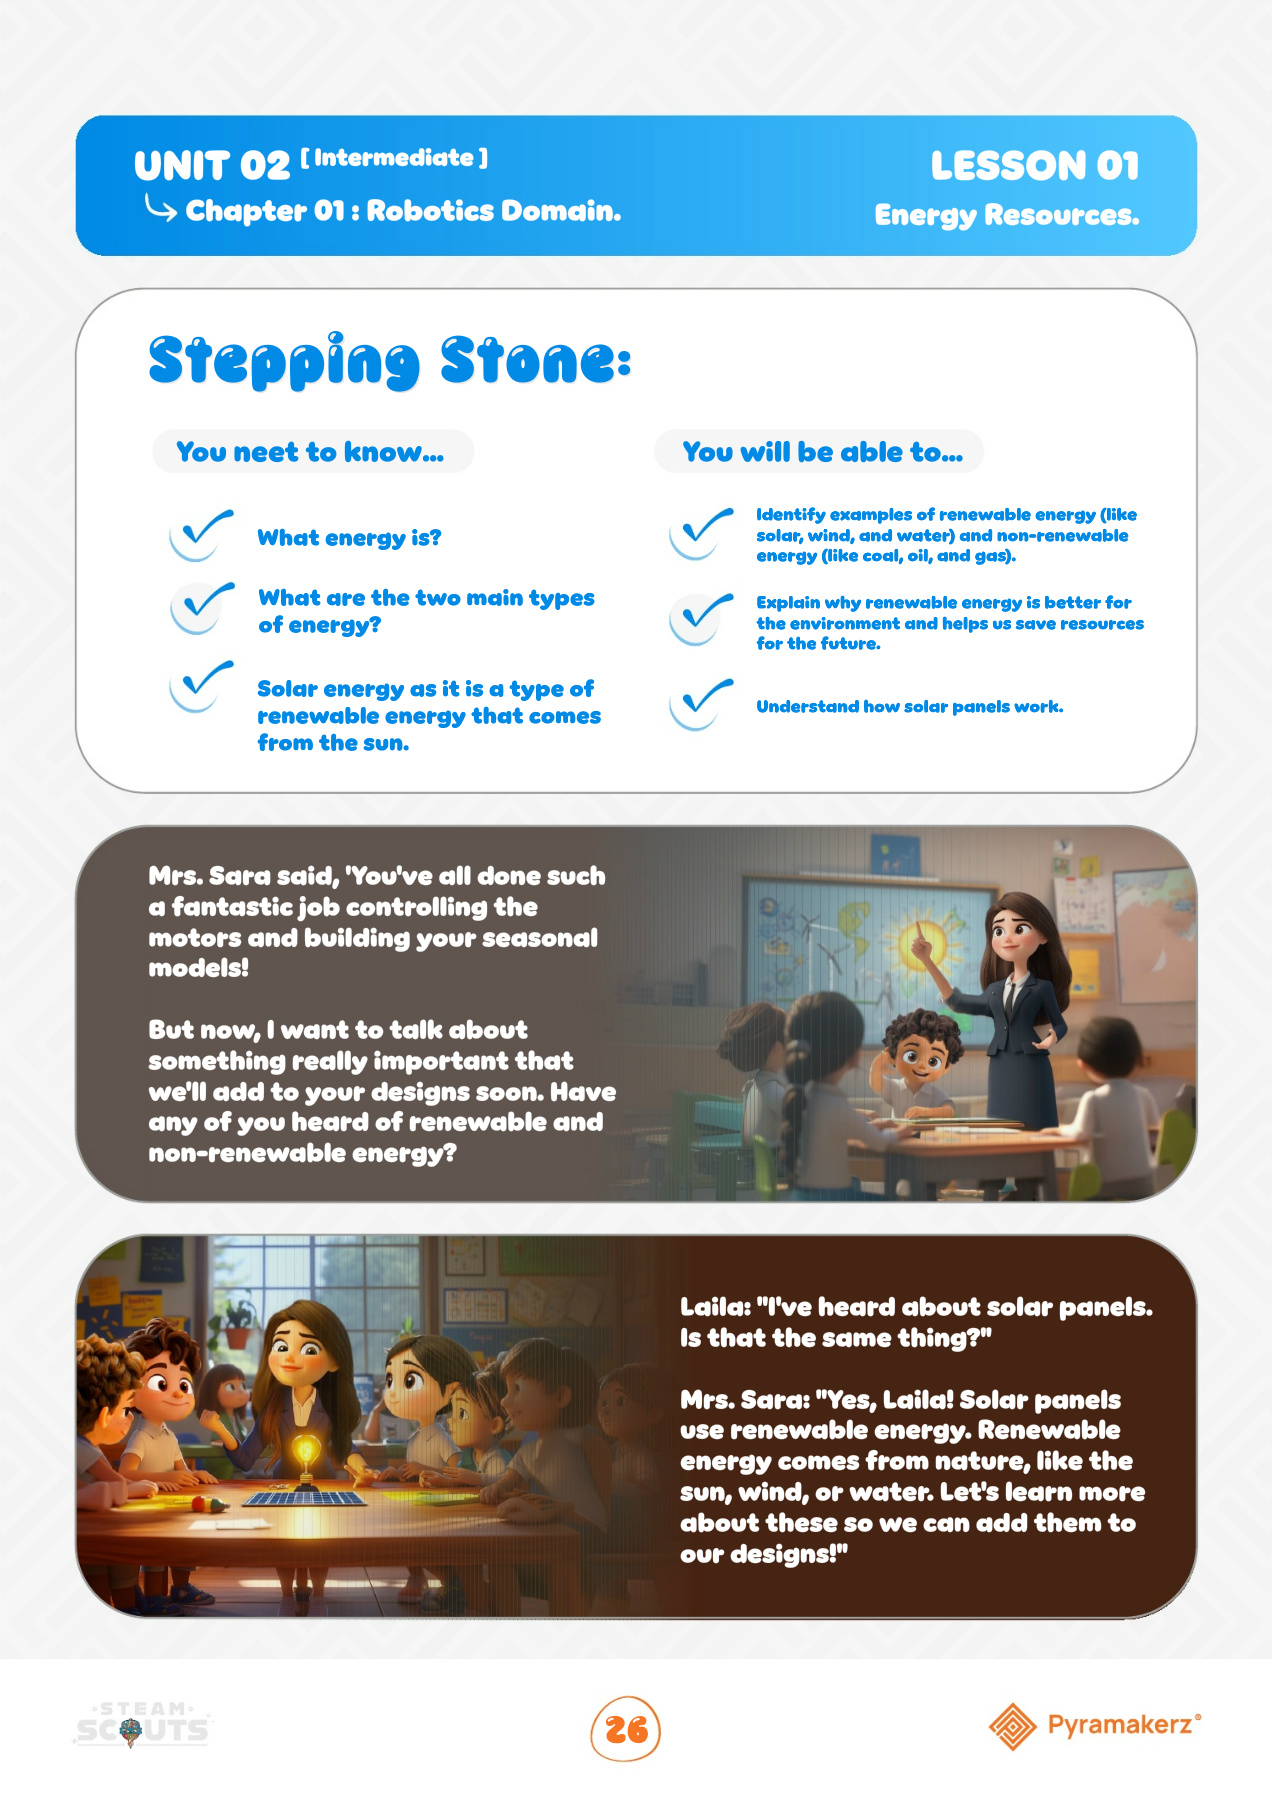 UNIT 02 [ Intermediate ]
Chapter 01 : Robotics Domain.
LESSON 01
Energy Resources.
Stepping Stone:
You neet to know...
What energy is?
What are the two main types
of energy?
Solar energy as it is a type of
renewable energy that comes
from the sun.
You will be able to...
Identify examples of renewable energy (like
solar, wind, and water) and non-renewable
energy (like coal, oil, and gas).
Explain why renewable energy is better for
the environment and helps us save resources
for the future.
Understand how solar panels work.
Mrs. Sara said, 'You've all done such
a fantastic job controlling the
motors and building your seasonal
models!
But now, I want to talk about
something really important that
we'll add to your designs soon. Have
any of you heard of renewable and
non-renewable energy?
Laila: "I've heard about solar panels.
Is that the same thing?"
Mrs. Sara: "Yes, Laila! Solar panels
use renewable energy. Renewable
energy comes from nature, like the
sun, wind, or water. Let's learn more
about these so we can add them to
our designs!"
STEAM
SCOUTS
26
Pyramakerz®